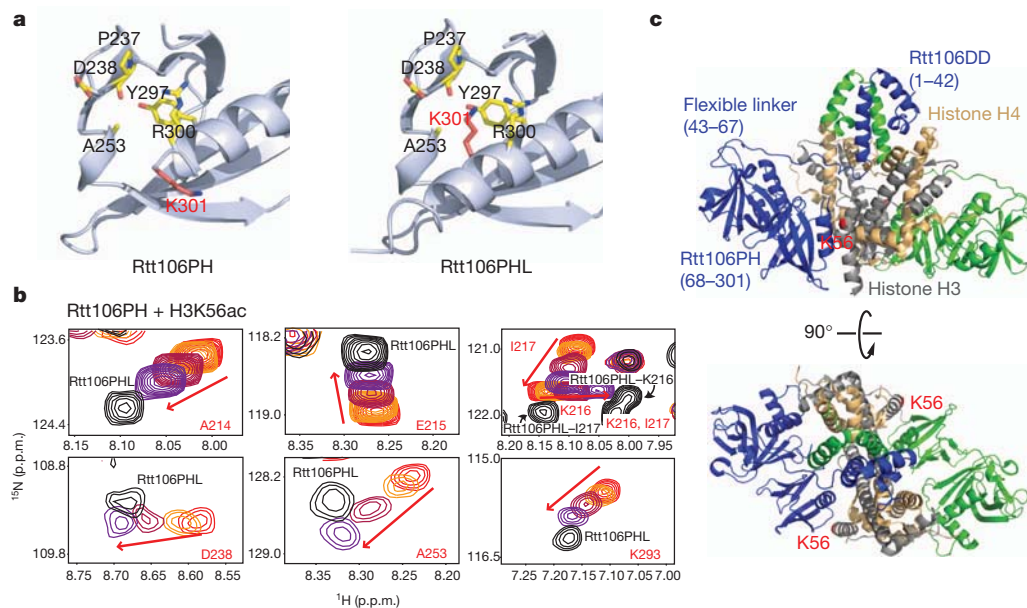 a
P237
D238
Y297
R300
A253
K301
Rtt106PH
P237
D238
Y297
K301
R300
A253
Rtt106PHL
b
Rtt106PH + H3K56ac
123.6
124.4
Rtt106PHL
A214
8.15 8.10 8.05 8.00
118.2
119.0
Rtt106PHL
E215
8.30 8.25 8.20
121.0
122.0
I217
Rtt106PHL–K216
K216
Rtt106PHL–I217
K216, I217
8.20 8.15 8.10 8.05 8.00 7.95
108.8
109.8
Rtt106PHL
D238
8.75 8.70 8.65 8.60 8.55
128.2
129.0
Rtt106PHL
A253
8.35 8.30 8.25 8.20
115.0
116.5
Rtt106PHL
K293
7.25 7.20 7.15 7.10 7.05 7.00
15N (p.p.m.)
1H (p.p.m.)
c
Rtt106DD
(1–42)
Flexible linker
(43–67)
Histone H4
K56
Rtt106PH
(68–301)
Histone H3
90°
K56
K56